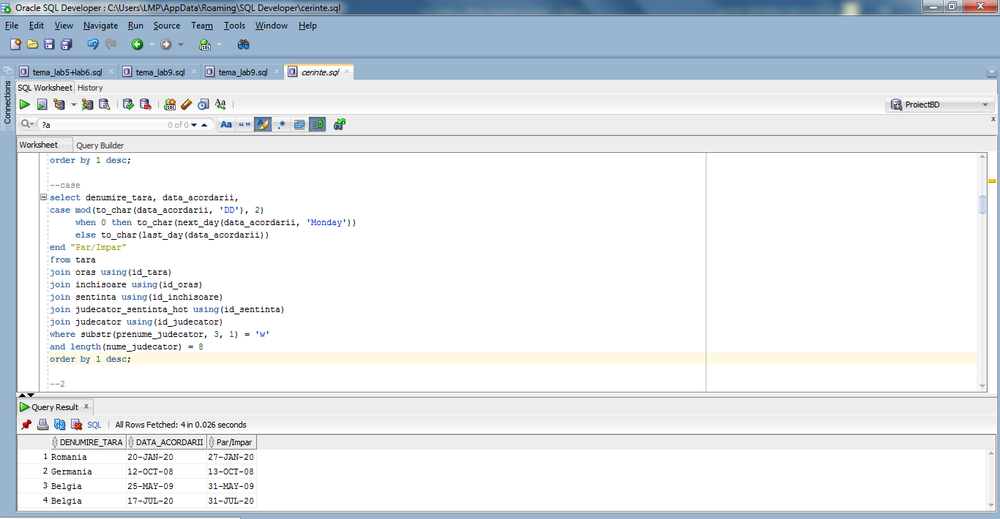 Oracle SQL Developer : C:\Users\LMP\AppData\Roaming\SQL Developer\cerinte.sql
File Edit View Navigate Run Source Team Tools Window Help
tema_lab5+lab6.sql tema_lab9.sql tema_lab9.sql cerinte.sql
Connections
SQL Worksheet History
ProiectBD
?a 0 of 0 Aa “ ”
Worksheet Query Builder
order by 1 desc;
--case
select denumire_tara, data_acordarii,
case mod(to_char(data_acordarii, 'DD'), 2)
when 0 then to_char(next_day(data_acordarii, 'Monday'))
else to_char(last_day(data_acordarii))
end "Par/Impar"
from tara
join oras using(id_tara)
join inchisoare using(id_oras)
join sentinta using(id_inchisoare)
join judecator_sentinta_hot using(id_sentinta)
join judecator using(id_judecator)
where substr(prenume_judecator, 3, 1) = 'w'
and length(nume_judecator) = 8
order by 1 desc;
--2
Query Result x
SQL | All Rows Fetched: 4 in 0.026 seconds
DENUMIRE_TARA DATA_ACORDARII Par/Impar
1 Romania 20-JAN-20 27-JAN-20
2 Germania 12-OCT-08 13-OCT-08
3 Belgia 25-MAY-09 31-MAY-09
4 Belgia 17-JUL-20 31-JUL-20